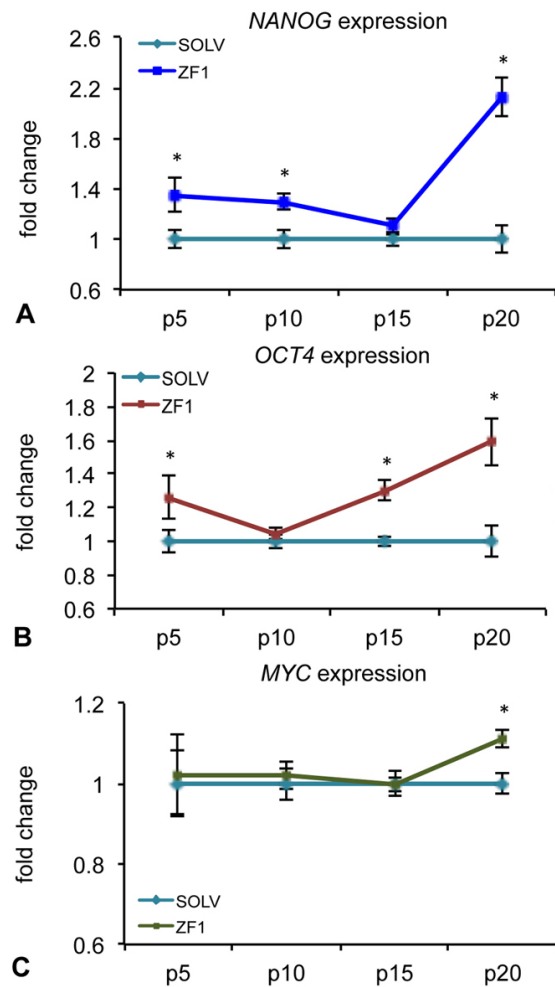 NANOG expression
2.6
SOLV
ZF1
*
2.2
1.8
*
*
1.4
1
0.6
fold change
A
p5 p10 p15 p20
OCT4 expression
2
SOLV
ZF1
1.8
*
1.6
*
*
1.4
1.2
1
0.8
0.6
fold change
B
p5 p10 p15 p20
MYC expression
1.2
*
1
0.8
0.6
fold change
SOLV
ZF1
C
p5 p10 p15 p20